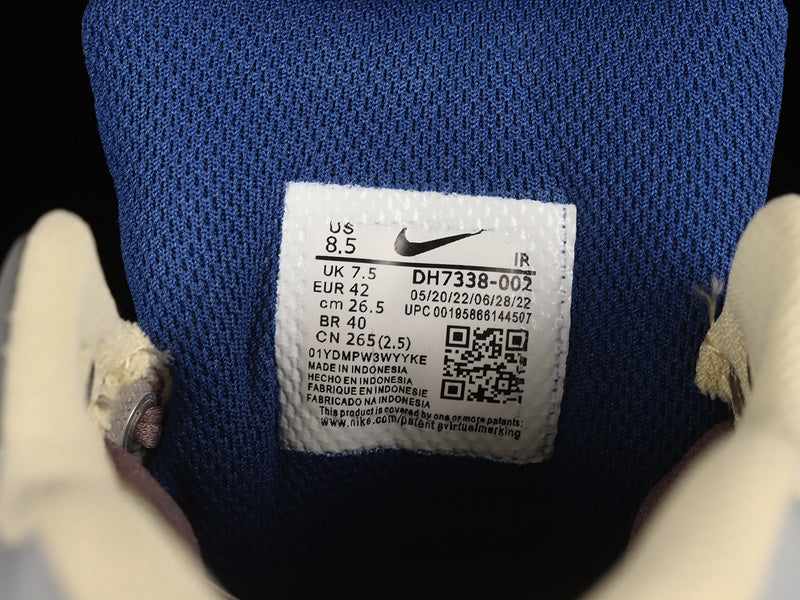 US
8.5
IR
UK 7.5
DH7338-002
EUR 42
05/20/22/06/28/22
cm 26.5
UPC 00195866144507
BR 40
CN 265(2.5)
01YDMPW3WYYKE
MADE IN INDONESIA
HECHO EN INDONESIA
FABRIQUE EN INDONESIE
FABRICADO NA INDONESIA
This product is covered by one or more patents:
www.nike.com/patent svirtualmarking